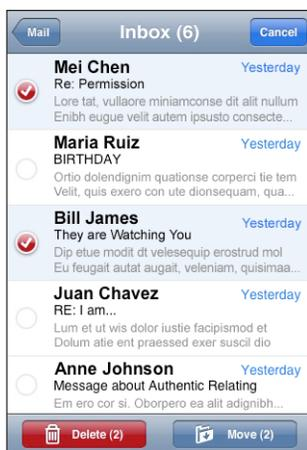 Mail
Inbox (6)
Cancel
Mei Chen
Yesterday
Re: Permission
Lore tat, vullaore miniamconse dit alit nullum
Enibh eugue velit autem ipsusto consecte...
Maria Ruiz
Yesterday
BIRTHDAY
Ortio dolendignim quationse corperci tie tem
Velit, quis exero con ute dionsequam, qua...
Bill James
Yesterday
They are Watching You
Dip etue modit dt velesequip erostrud mol
Eu feugait autat augait, veleniam, quisimaa...
Juan Chavez
Yesterday
RE: I am...
Lum et ut wis dolor iustie facipismod et
Dolum atie ent praessed exer suscil dio
Anne Johnson
Yesterday
Message about Authentic Relating
Em ero cor si. Oborpero ea alit adignibh...
Delete (2)
Move (2)